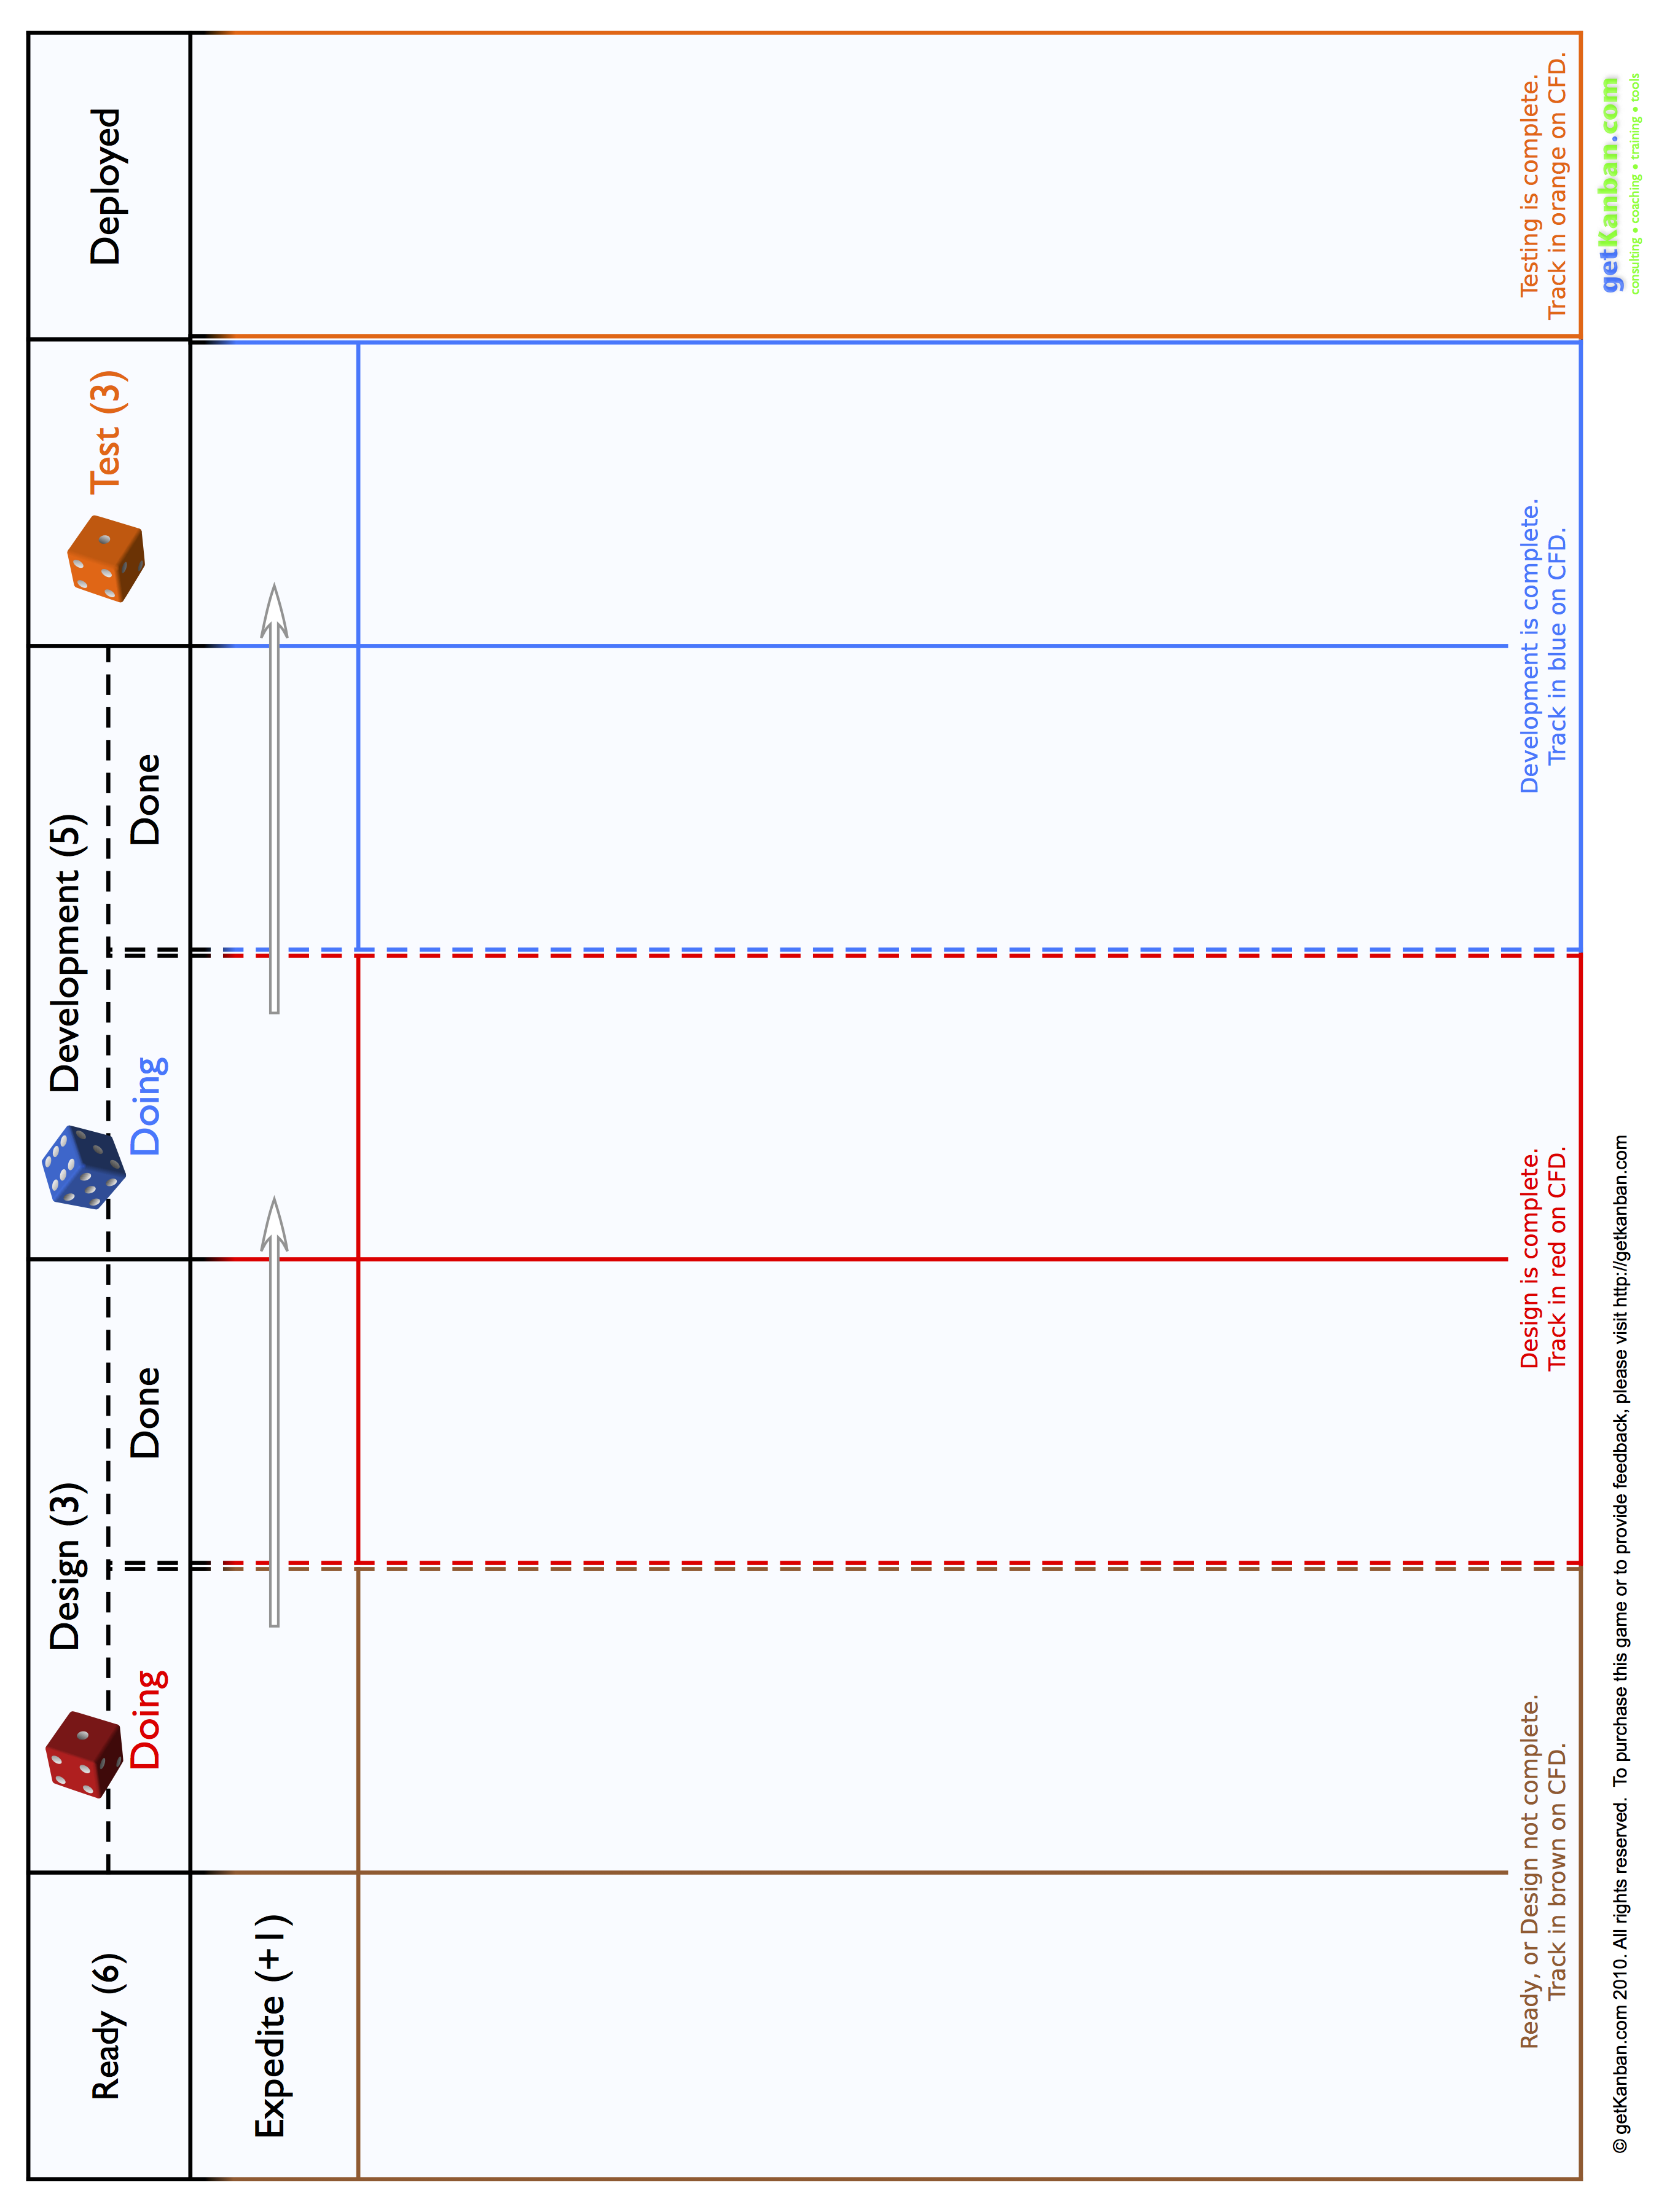 Ready (6)
Design (3)
Development (5)
Test (3)
Deployed
Doing
Done
Doing
Done
Expedite (+1)
Ready, or Design not complete.
Track in brown on CFD.
Design is complete.
Track in red on CFD.
Development is complete.
Track in blue on CFD.
Testing is complete.
Track in orange on CFD.
© getKanban.com 2010. All rights reserved. To purchase this game or to provide feedback, please visit http://getkanban.com
getKanban.com
consulting • coaching • training • tools